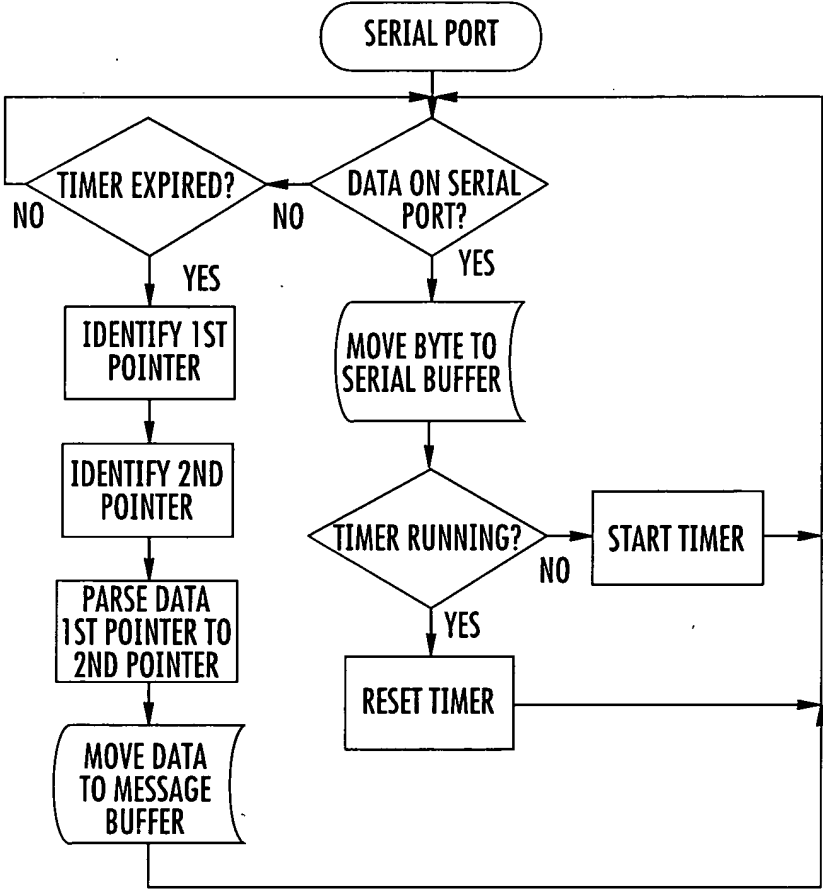 SERIAL PORT
TIMER EXPIRED?
DATA ON SERIAL
PORT?
NO
NO
YES
YES
IDENTIFY 1ST
POINTER
MOVE BYTE TO
SERIAL BUFFER
IDENTIFY 2ND
POINTER
TIMER RUNNING?
START TIMER
NO
PARSE DATA
1ST POINTER TO
2ND POINTER
YES
RESET TIMER
MOVE DATA
TO MESSAGE
BUFFER